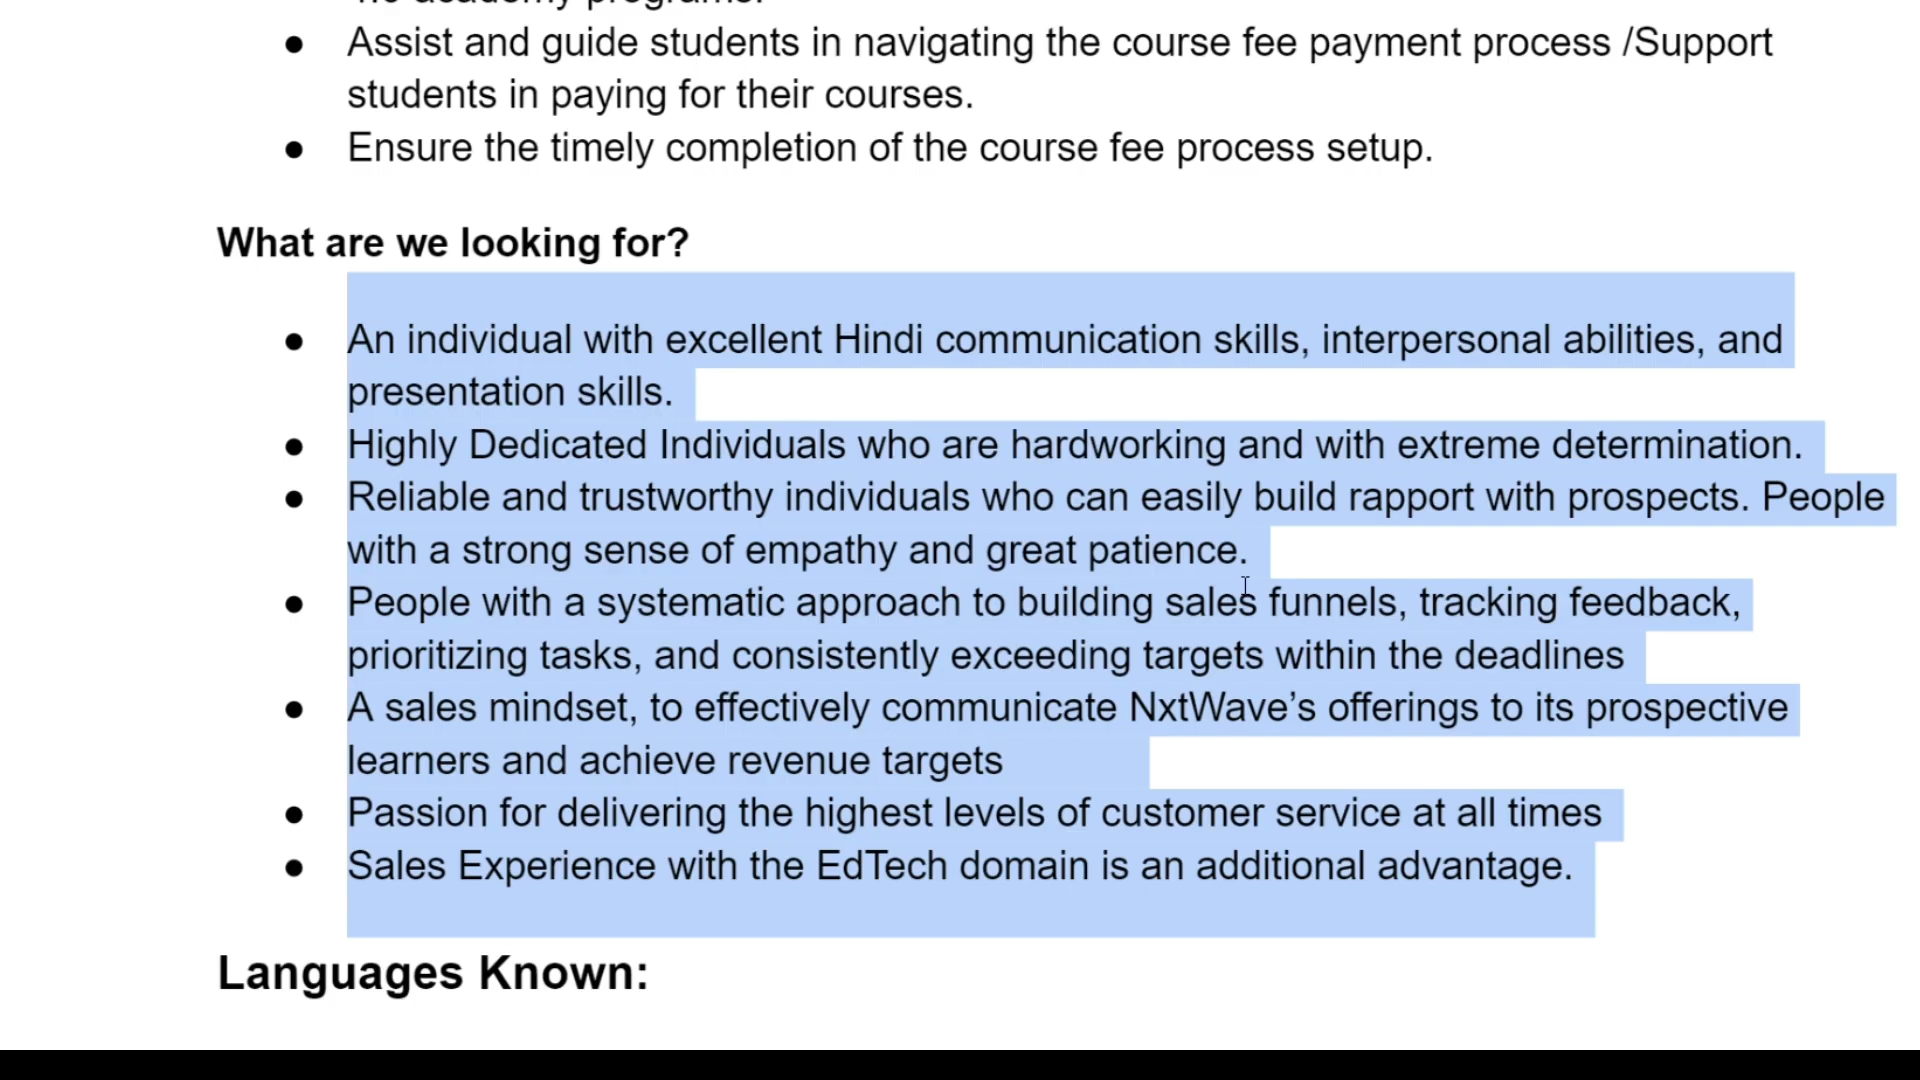 4.0 academy programs.
● Assist and guide students in navigating the course fee payment process /Support
students in paying for their courses.
● Ensure the timely completion of the course fee process setup.
What are we looking for?
● An individual with excellent Hindi communication skills, interpersonal abilities, and
presentation skills.
● Highly Dedicated Individuals who are hardworking and with extreme determination.
● Reliable and trustworthy individuals who can easily build rapport with prospects. People
with a strong sense of empathy and great patience.
● People with a systematic approach to building sales funnels, tracking feedback,
prioritizing tasks, and consistently exceeding targets within the deadlines
● A sales mindset, to effectively communicate NxtWave’s offerings to its prospective
learners and achieve revenue targets
● Passion for delivering the highest levels of customer service at all times
● Sales Experience with the EdTech domain is an additional advantage.
Languages Known: